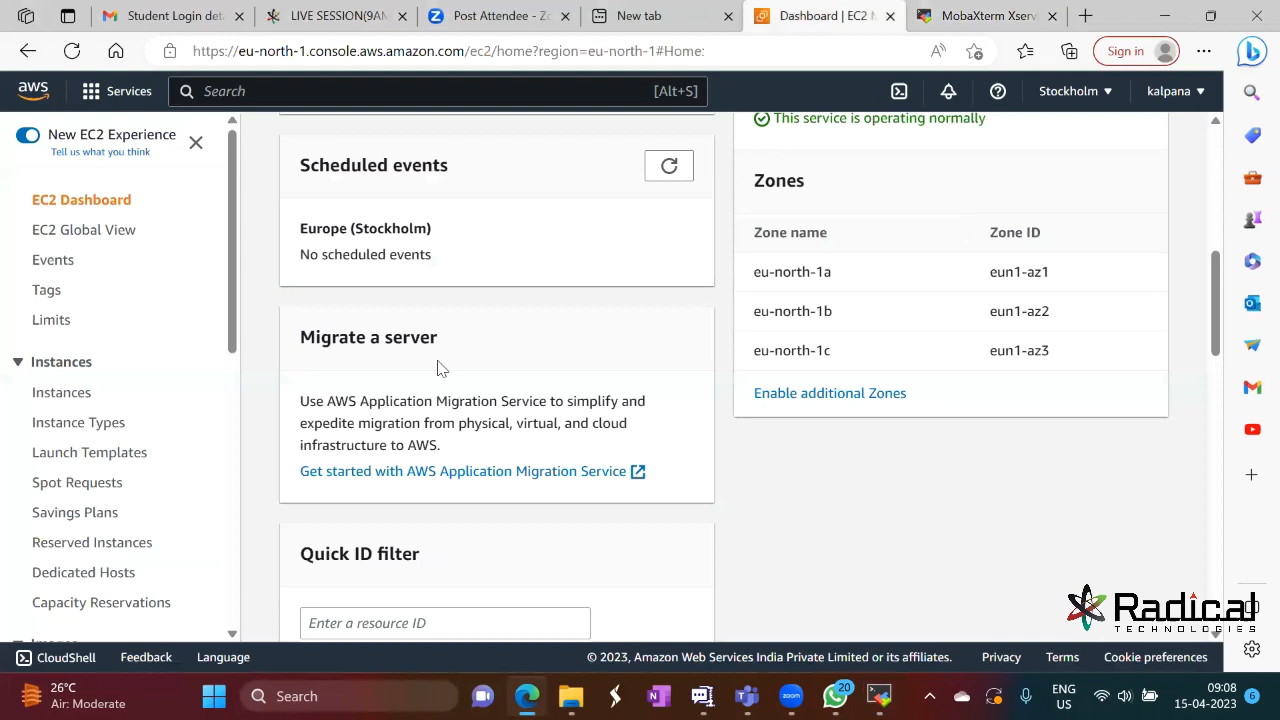 Student Login det
LIVE SESSION(9AM
Post Attendee - Zo
New tab
Dashboard | EC2 M
MobaXterm Xserv
https://eu-north-1.console.aws.amazon.com/ec2/home?region=eu-north-1#Home:
Sign in
aws
Services
Search
[Alt+S]
Stockholm
kalpana
New EC2 Experience
Tell us what you think
EC2 Dashboard
EC2 Global View
Events
Tags
Limits
Instances
Instances
Instance Types
Launch Templates
Spot Requests
Savings Plans
Reserved Instances
Dedicated Hosts
Capacity Reservations
Scheduled events
Europe (Stockholm)
No scheduled events
Migrate a server
Use AWS Application Migration Service to simplify and
expedite migration from physical, virtual, and cloud
infrastructure to AWS.
Get started with AWS Application Migration Service
Quick ID filter
Enter a resource ID
This service is operating normally
Zones
Zone name Zone ID
eu-north-1a eun1-az1
eu-north-1b eun1-az2
eu-north-1c eun1-az3
Enable additional Zones
Radical
TECHNOLOGIES
CloudShell
Feedback
Language
© 2023, Amazon Web Services India Private Limited or its affiliates.
Privacy
Terms
Cookie preferences
26°C
Air: Moderate
Search
20
ENG
US
09:08
15-04-2023
6